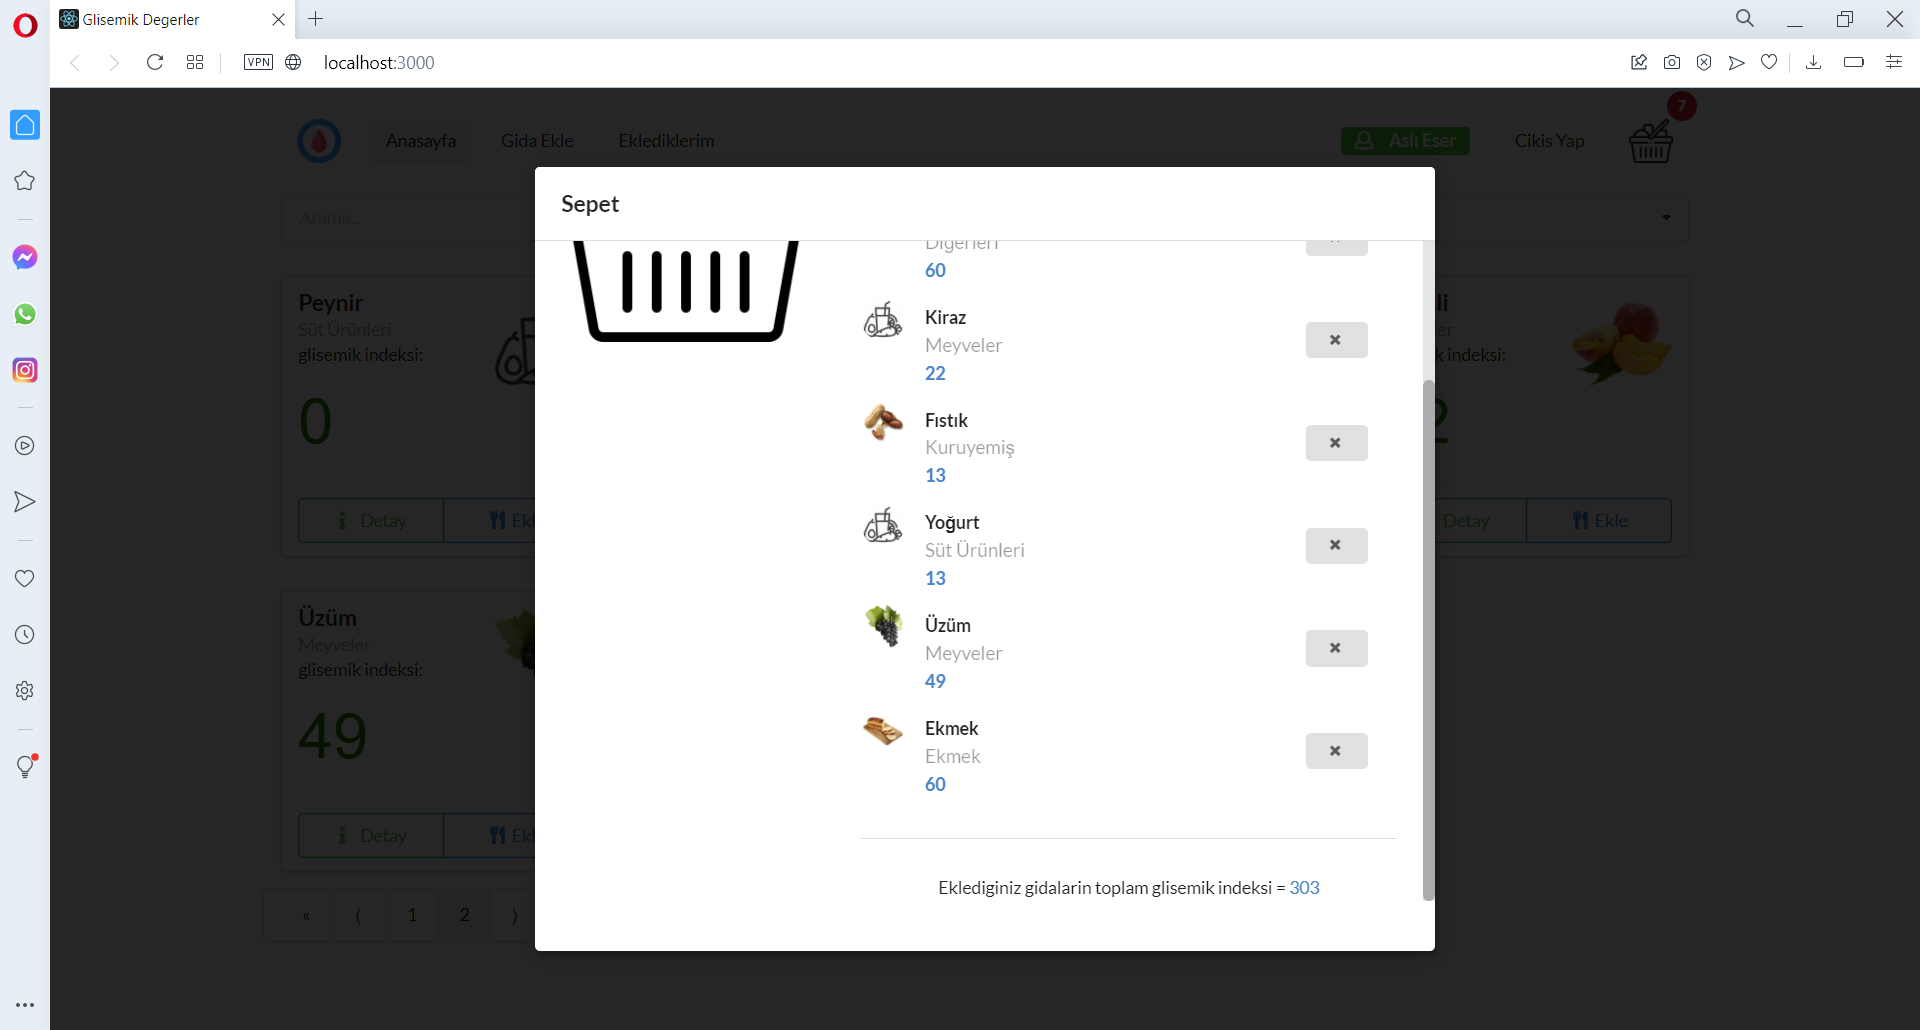 Glisemik Degerler
VPN
localhost:3000
7
Anasayfa
Gida Ekle
Eklediklerim
Aslı Eser
Cikis Yap
Arama...
Sepet
Digerleri
60
Kiraz
Meyveler
22
Fıstık
Kuruyemiş
13
Yoğurt
Süt Ürünleri
13
Üzüm
Meyveler
49
Ekmek
Ekmek
60
Eklediginiz gidalarin toplam glisemik indeksi = 303
Peynir
Süt Ürünleri
glisemik indeksi:
0
Detay
Ekl
li
er
k indeksi:
2
Detay
Ekle
Üzüm
Meyveler
glisemik indeksi:
49
Detay
Ekl
« ⟨ 1 2 ⟩